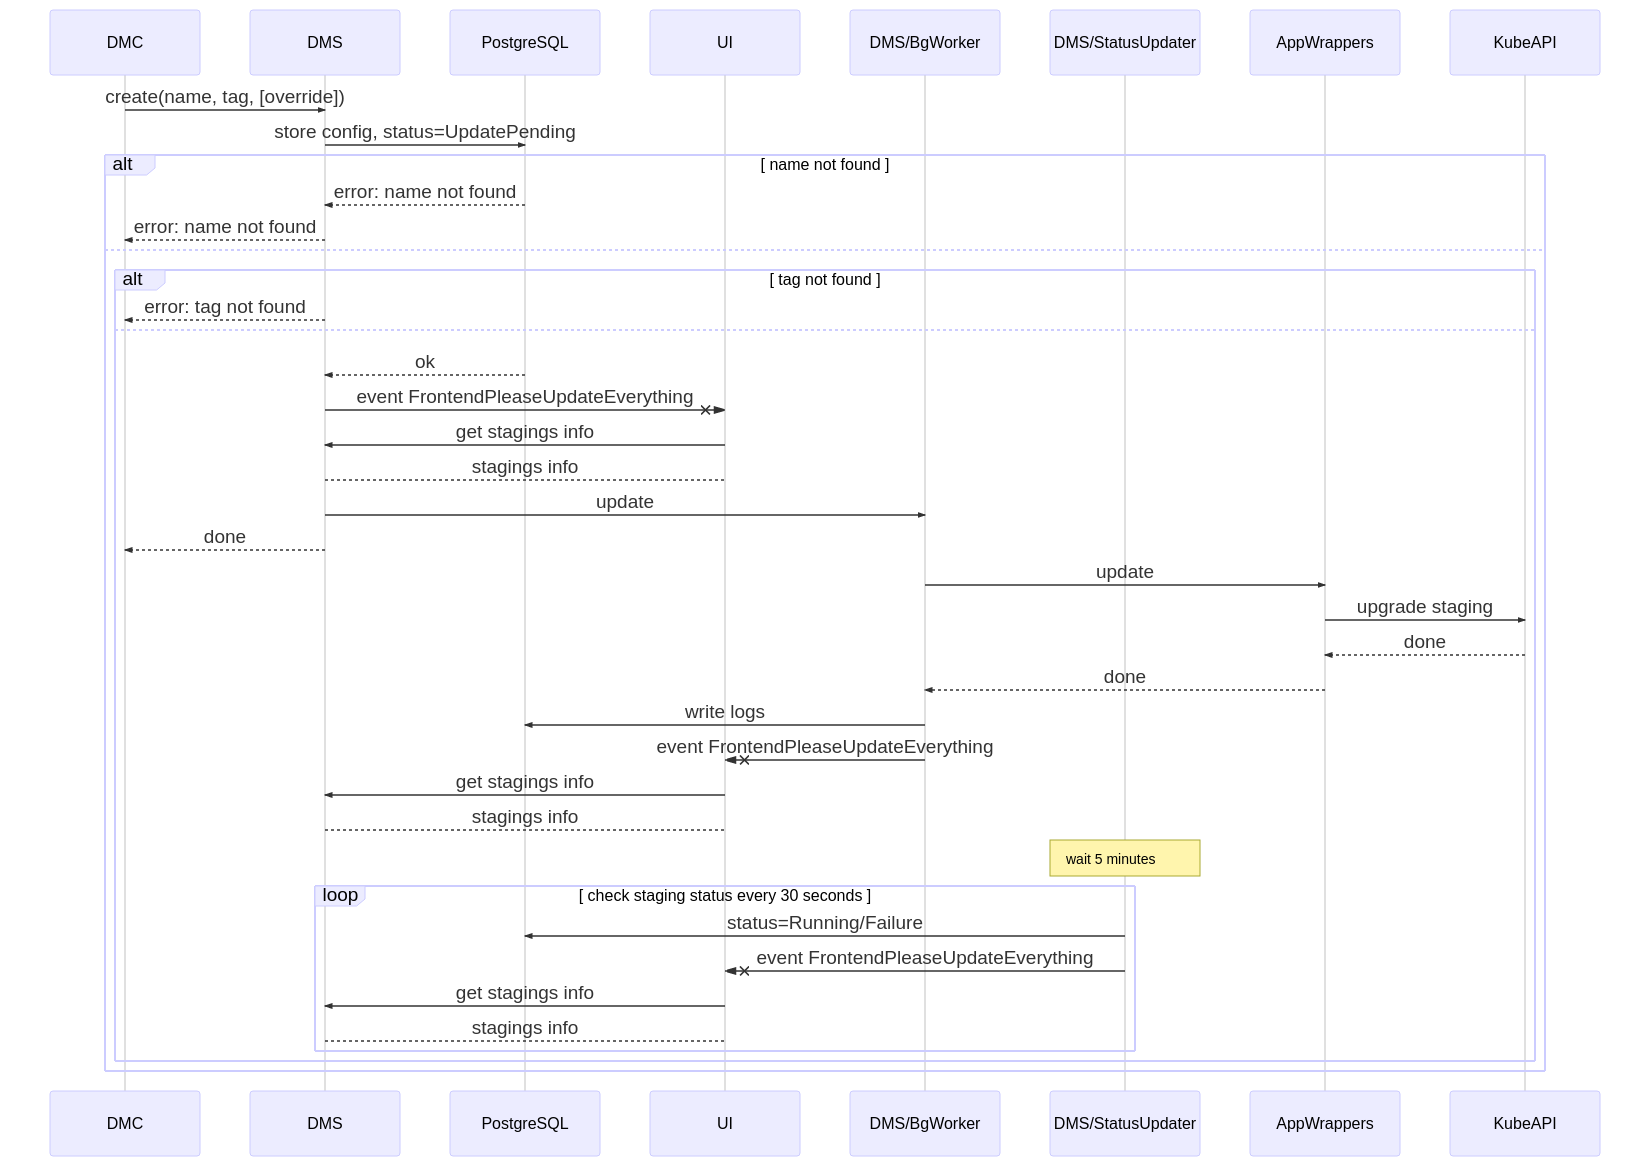 DMC
DMS
PostgreSQL
UI
DMS/BgWorker
DMS/StatusUpdater
AppWrappers
KubeAPI
create(name, tag, [override])
store config, status=UpdatePending
alt
[ name not found ]
error: name not found
error: name not found
alt
[ tag not found ]
error: tag not found
ok
event FrontendPleaseUpdateEverything
get stagings info
stagings info
update
done
update
upgrade staging
done
done
write logs
event FrontendPleaseUpdateEverything
get stagings info
stagings info
wait 5 minutes
loop
[ check staging status every 30 seconds ]
status=Running/Failure
event FrontendPleaseUpdateEverything
get stagings info
stagings info
DMC
DMS
PostgreSQL
UI
DMS/BgWorker
DMS/StatusUpdater
AppWrappers
KubeAPI